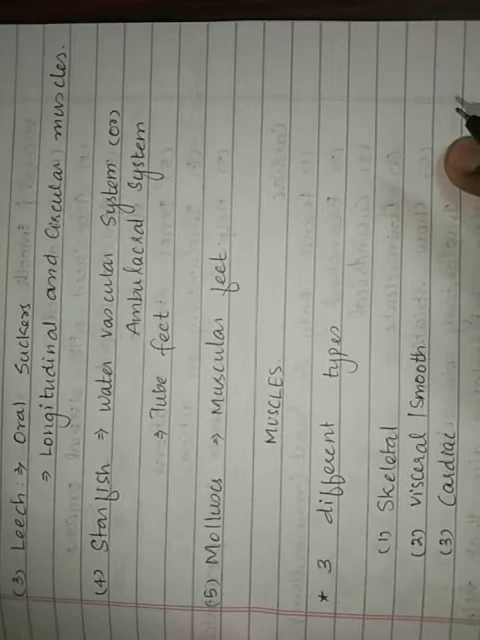 (3) Leech :⇒ Oral Suckers
⇒ Longitudinal and Circular muscles.
(4) Starfish ⇒ Water Vascular System (or)
Ambulacral System
⇒ Tube feet.
(5) Molluscs ⇒ Muscular feet.
MUSCLES.
* 3 different types
(1) Skeletal
(2) Visceral / Smooth
(3) Cardiac